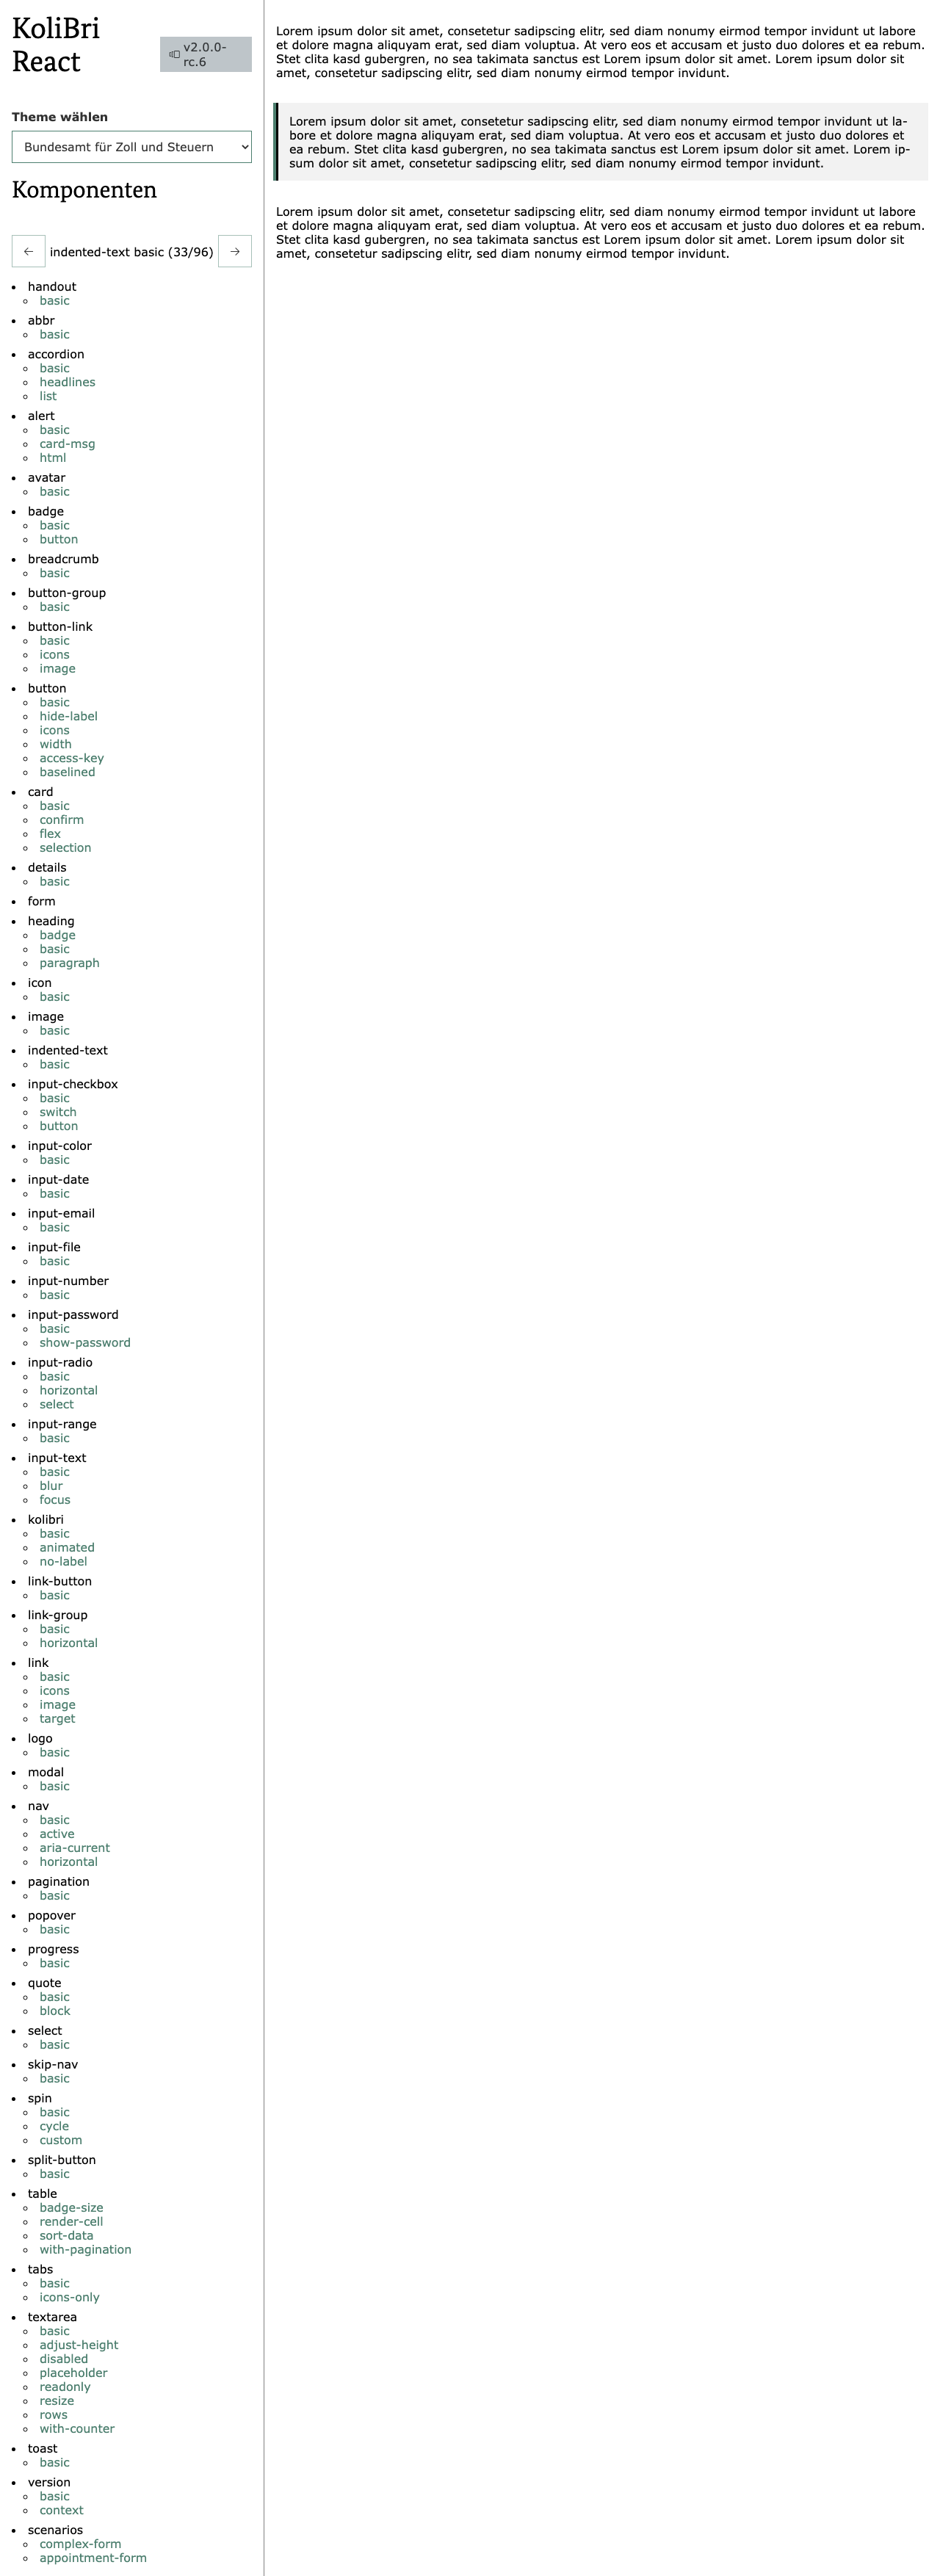 KoliBri
React
v2.0.0-
rc.6
Theme wählen
Bundesamt für Zoll und Steuern
Komponenten
indented-text basic (33/96)
handout
basic
abbr
basic
accordion
basic
headlines
list
alert
basic
card-msg
html
avatar
basic
badge
basic
button
breadcrumb
basic
button-group
basic
button-link
basic
icons
image
button
basic
hide-label
icons
width
access-key
baselined
card
basic
confirm
flex
selection
details
basic
form
heading
badge
basic
paragraph
icon
basic
image
basic
indented-text
basic
input-checkbox
basic
switch
button
input-color
basic
input-date
basic
input-email
basic
input-file
basic
input-number
basic
input-password
basic
show-password
input-radio
basic
horizontal
select
input-range
basic
input-text
basic
blur
focus
kolibri
basic
animated
no-label
link-button
basic
link-group
basic
horizontal
link
basic
icons
image
target
logo
basic
modal
basic
nav
basic
active
aria-current
horizontal
pagination
basic
popover
basic
progress
basic
quote
basic
block
select
basic
skip-nav
basic
spin
basic
cycle
custom
split-button
basic
table
badge-size
render-cell
sort-data
with-pagination
tabs
basic
icons-only
textarea
basic
adjust-height
disabled
placeholder
readonly
resize
rows
with-counter
toast
basic
version
basic
context
scenarios
complex-form
appointment-form
Lorem ipsum dolor sit amet, consetetur sadipscing elitr, sed diam nonumy eirmod tempor invidunt ut labore
et dolore magna aliquyam erat, sed diam voluptua. At vero eos et accusam et justo duo dolores et ea rebum.
Stet clita kasd gubergren, no sea takimata sanctus est Lorem ipsum dolor sit amet. Lorem ipsum dolor sit
amet, consetetur sadipscing elitr, sed diam nonumy eirmod tempor invidunt.
Lorem ipsum dolor sit amet, consetetur sadipscing elitr, sed diam nonumy eirmod tempor invidunt ut la-
bore et dolore magna aliquyam erat, sed diam voluptua. At vero eos et accusam et justo duo dolores et
ea rebum. Stet clita kasd gubergren, no sea takimata sanctus est Lorem ipsum dolor sit amet. Lorem ip-
sum dolor sit amet, consetetur sadipscing elitr, sed diam nonumy eirmod tempor invidunt.
Lorem ipsum dolor sit amet, consetetur sadipscing elitr, sed diam nonumy eirmod tempor invidunt ut labore
et dolore magna aliquyam erat, sed diam voluptua. At vero eos et accusam et justo duo dolores et ea rebum.
Stet clita kasd gubergren, no sea takimata sanctus est Lorem ipsum dolor sit amet. Lorem ipsum dolor sit
amet, consetetur sadipscing elitr, sed diam nonumy eirmod tempor invidunt.